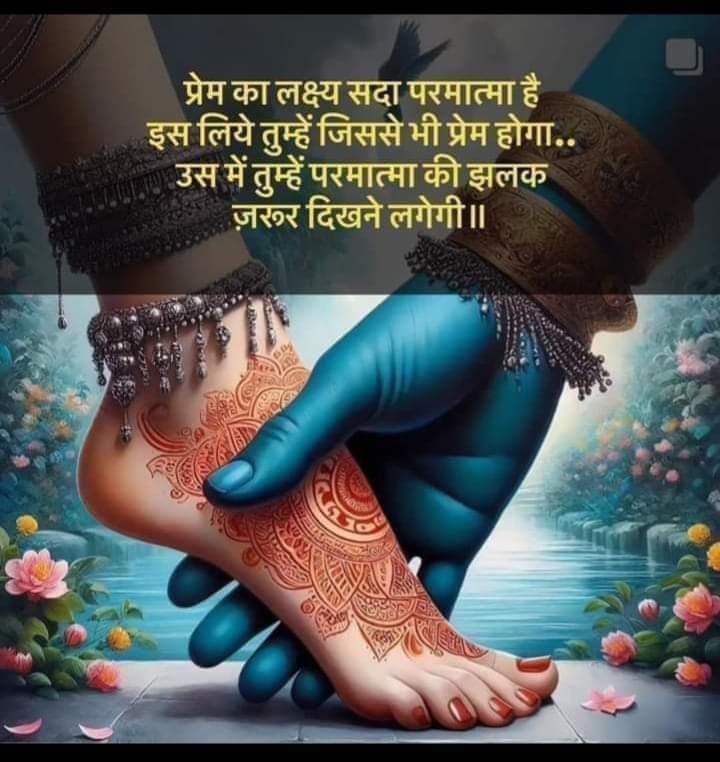 प्रेम का लक्ष्य सदा परमात्मा है
इस लिये तुम्हें जिससे भी प्रेम होगा..
उस में तुम्हें परमात्मा की झलक
ज़रूर दिखने लगेगी॥